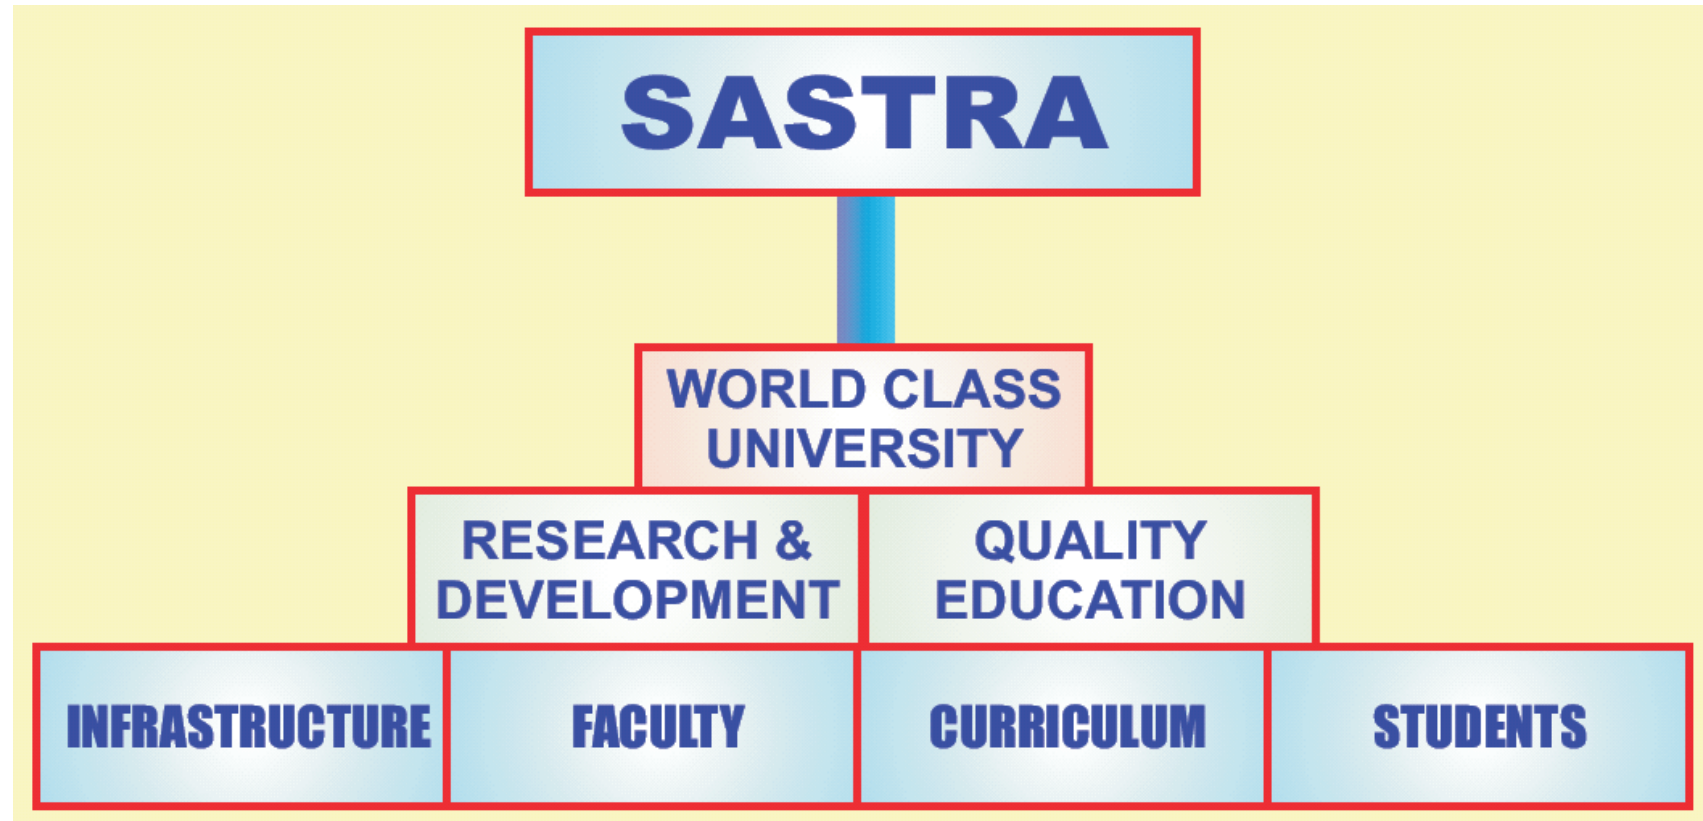 SASTRA
WORLD CLASS
UNIVERSITY
RESEARCH &
DEVELOPMENT
QUALITY
EDUCATION
INFRASTRUCTURE
FACULTY
CURRICULUM
STUDENTS